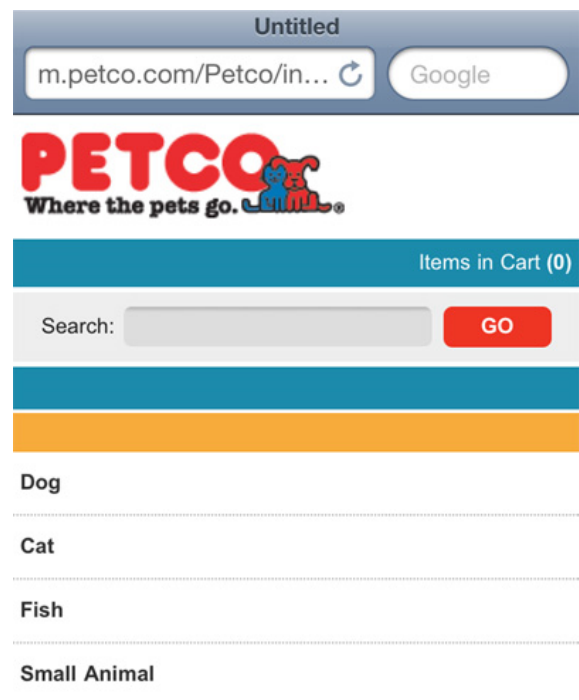 Untitled
m.petco.com/Petco/in... Google
PETCO
Where the pets go.®
Items in Cart (0)
Search: GO
Dog
Cat
Fish
Small Animal